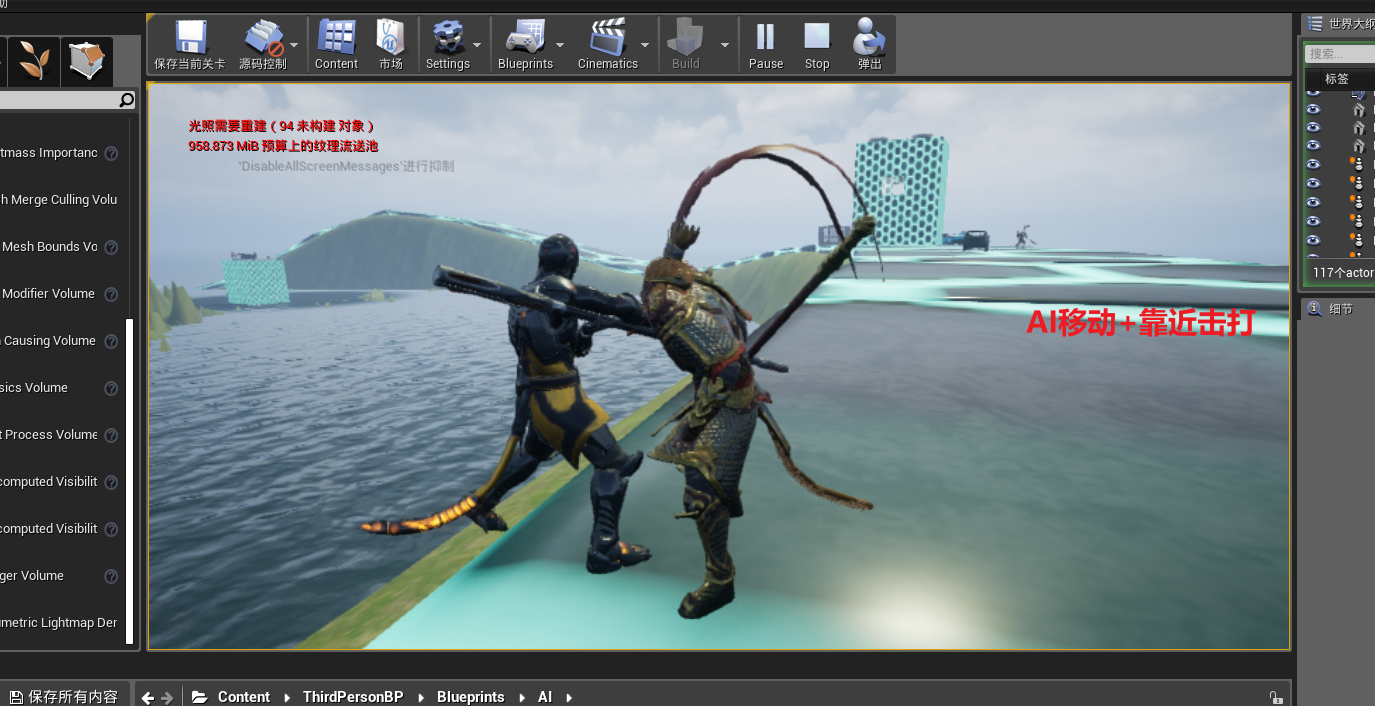 助
保存当前关卡
源码控制
Content
市场
Settings
Blueprints
Cinematics
Build
Pause
Stop
弹出
世界大纲
搜索...
标签
117个actor
细节
tmass Importanc
h Merge Culling Volu
Mesh Bounds Vo
Modifier Volume
Causing Volume
sics Volume
t Process Volume
computed Visibilit
computed Visibilit
ger Volume
umetric Lightmap Der
光照需要重建（94 未构建 对象）
958.873 MiB 预算上的纹理流送池
'DisableAllScreenMessages'进行抑制
AI移动+靠近击打
保存所有内容
Content
ThirdPersonBP
Blueprints
AI